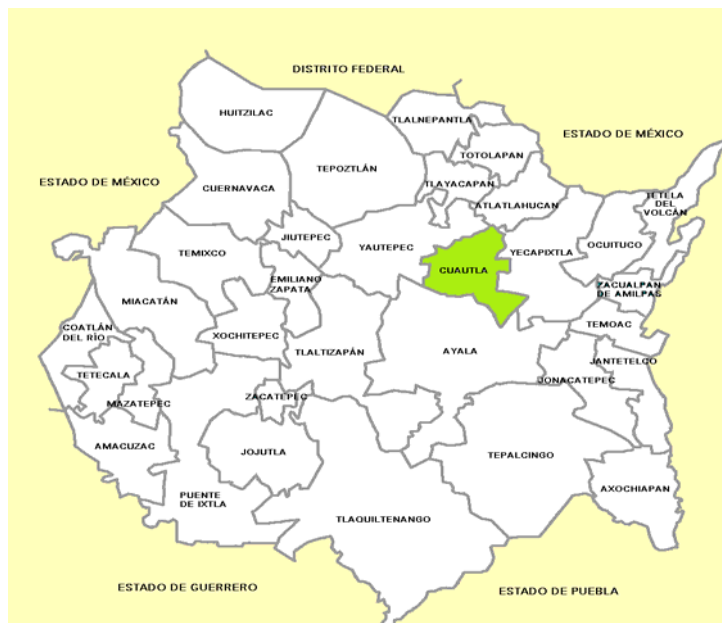 DISTRITO FEDERAL
HUITZILAC
TLALNEPANTLA
ESTADO DE MÉXICO
TOTOLAPAN
TEPOZTLÁN
ESTADO DE MÉXICO
CUERNAVACA
TLAYACAPAN
TETELA
DEL
VOLCÁN
ATLATLAHUCAN
JIUTEPEC
YAUTEPEC
TEMIXCO
YECAPIXTLA
OCUITUCO
CUAUTLA
EMILIANO
ZAPATA
ZACUALPAN
DE AMILPAS
MIACATÁN
COATLÁN
DEL RÌO
XOCHITEPEC
TEMOAC
TLALTIZAPÁN
AYALA
JANTETELCO
TETECALA
JONACATEPEC
ZACATEPEC
MAZATEPEC
AMACUZAC
JOJUTLA
TEPALCINGO
AXOCHIAPAN
PUENTE
DE IXTLA
TLAQUILTENANGO
ESTADO DE GUERRERO
ESTADO DE PUEBLA